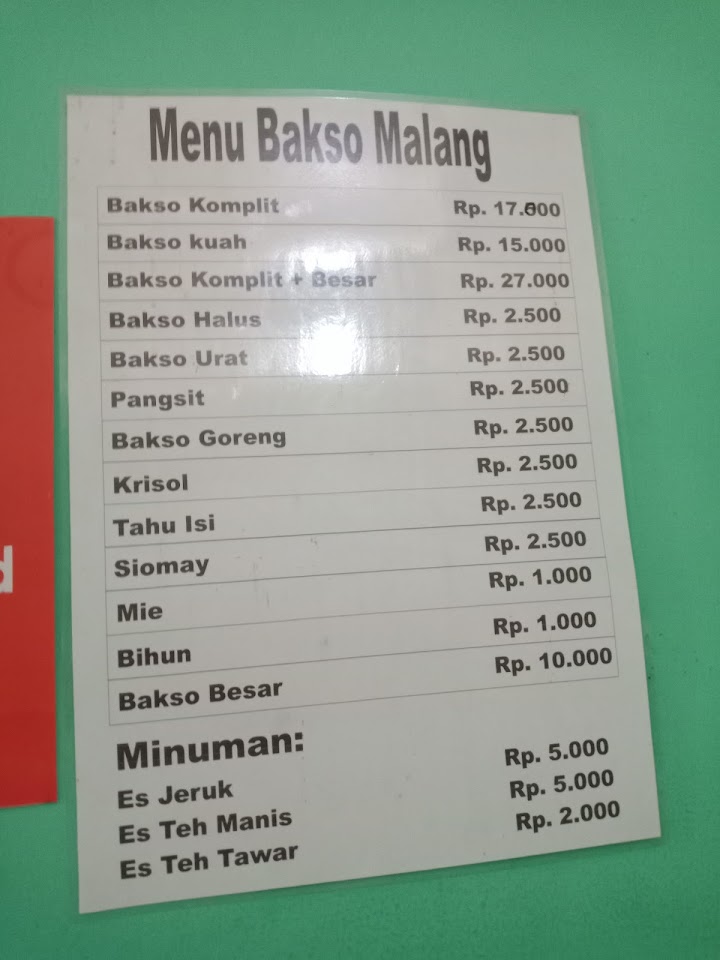 Menu Bakso Malang
Bakso Komplit Rp. 17.000
Bakso kuah Rp. 15.000
Bakso Komplit + Besar Rp. 27.000
Bakso Halus Rp. 2.500
Bakso Urat Rp. 2.500
Pangsit Rp. 2.500
Bakso Goreng Rp. 2.500
Krisol Rp. 2.500
Tahu Isi Rp. 2.500
Siomay Rp. 2.500
Mie Rp. 1.000
Bihun Rp. 1.000
Bakso Besar Rp. 10.000
Minuman:
Es Jeruk Rp. 5.000
Es Teh Manis Rp. 5.000
Es Teh Tawar Rp. 2.000